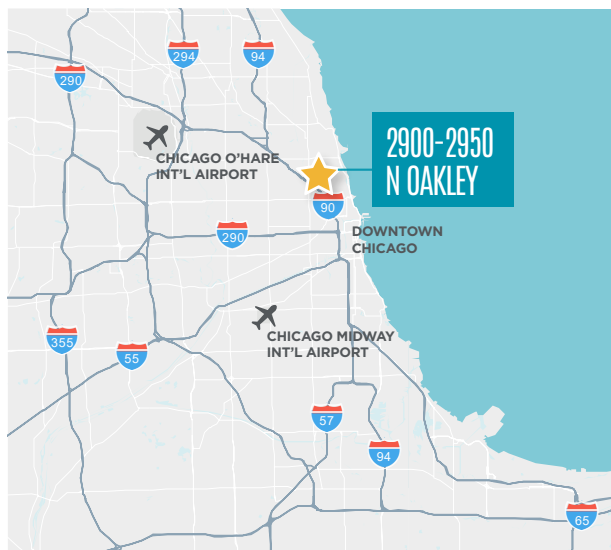 294
94
290
2900-2950
N OAKLEY
CHICAGO O'HARE
INT'L AIRPORT
90
290
DOWNTOWN
CHICAGO
CHICAGO MIDWAY
INT'L AIRPORT
355
55
57
94
65